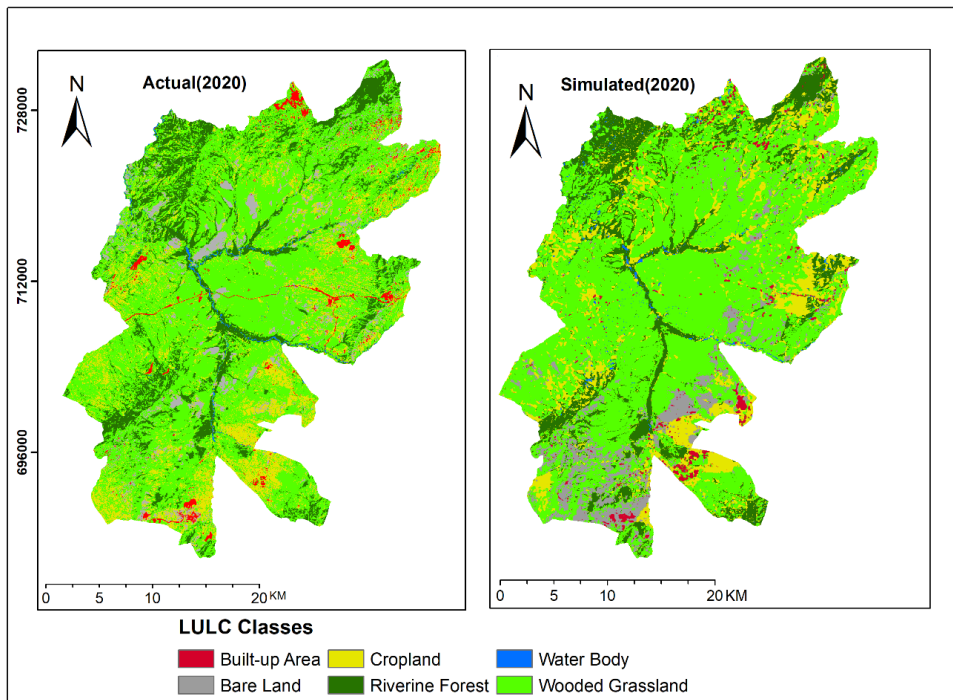 Actual(2020)
Simulated(2020)
N
N
728000
712000
696000
0 5 10 20 KM
0 5 10 20 KM
LULC Classes
Built-up Area Cropland Water Body
Bare Land Riverine Forest Wooded Grassland